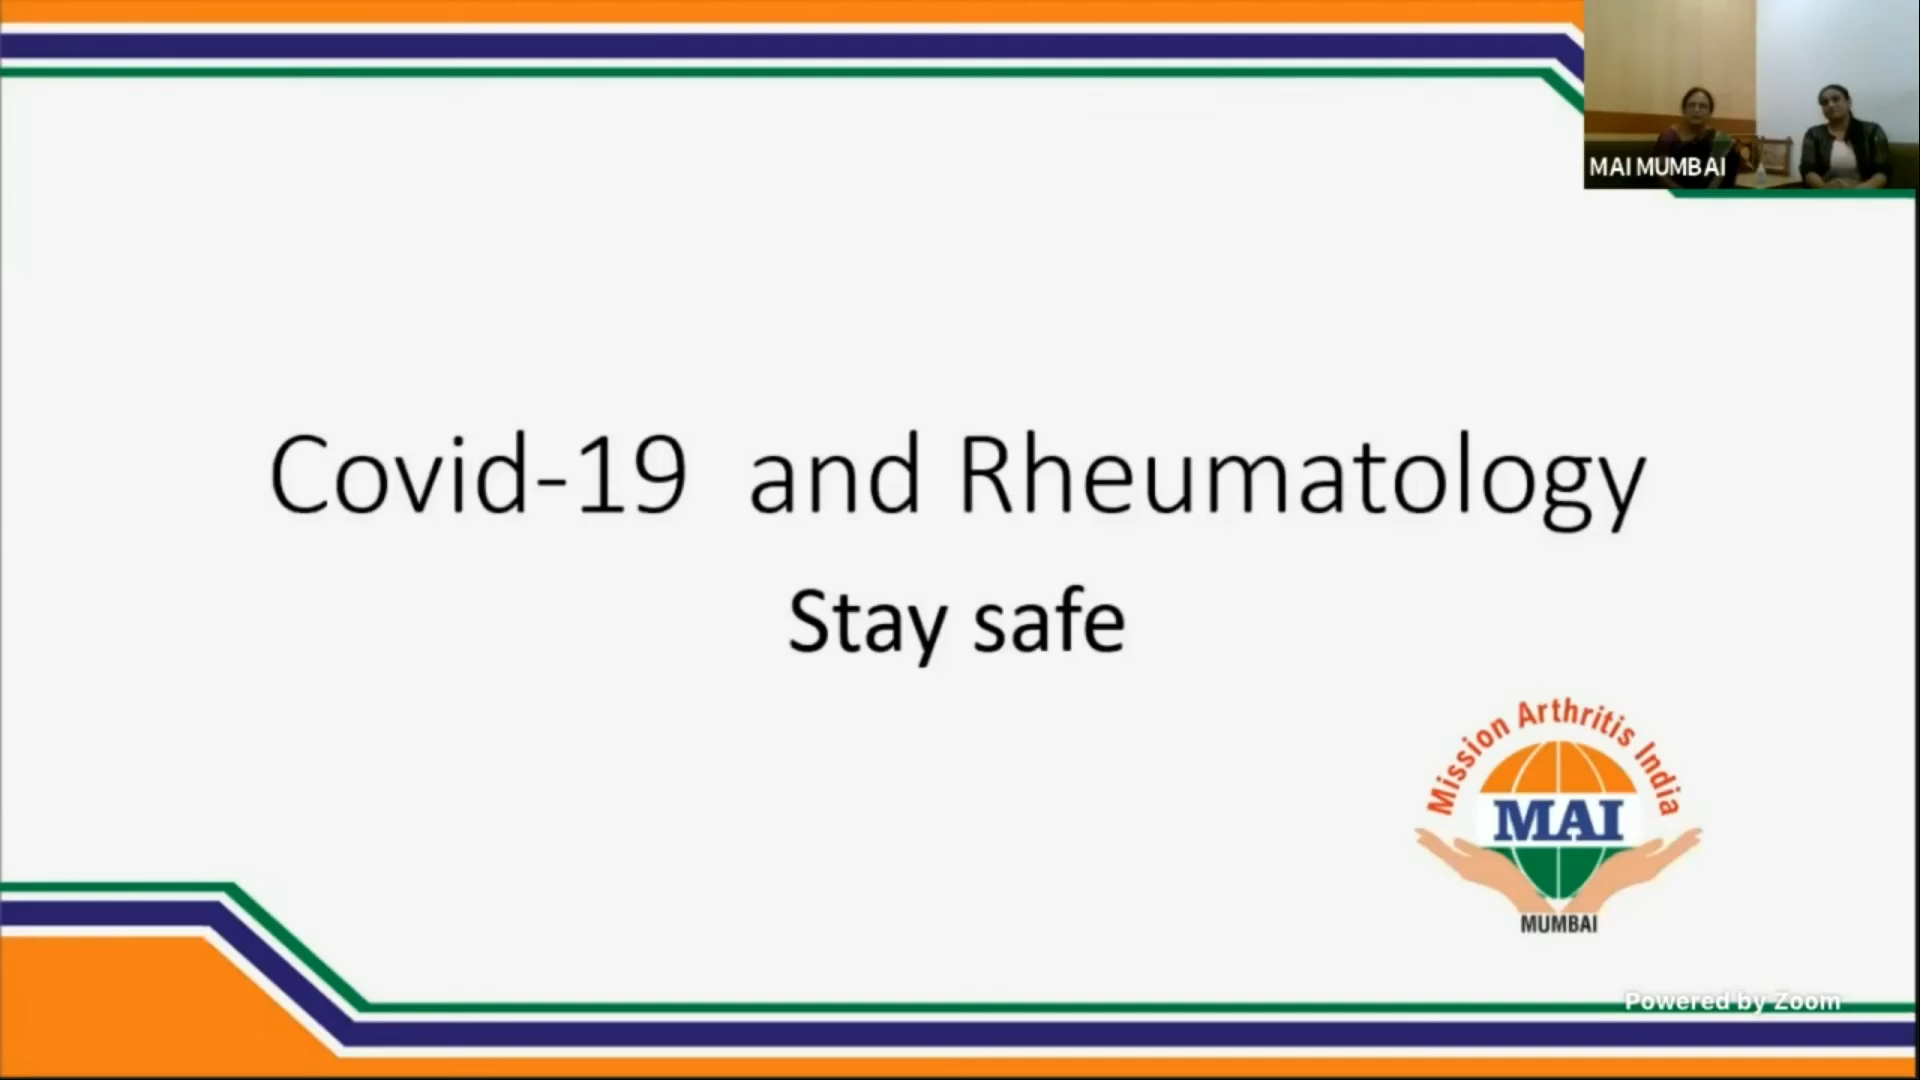 MAI MUMBAI
Covid-19 and Rheumatology
Stay safe
Mission Arthritis India
MAI
MUMBAI
Powered by Zoom